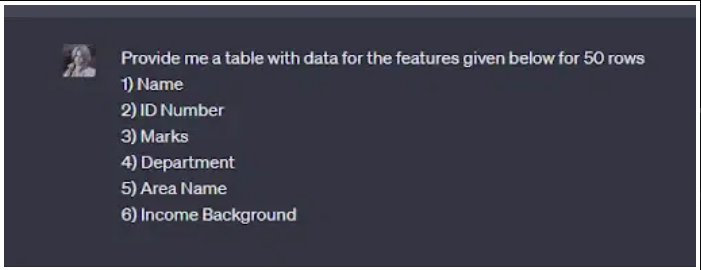 Provide me a table with data for the features given below for 50 rows
1) Name
2) ID Number
3) Marks
4) Department
5) Area Name
6) Income Background